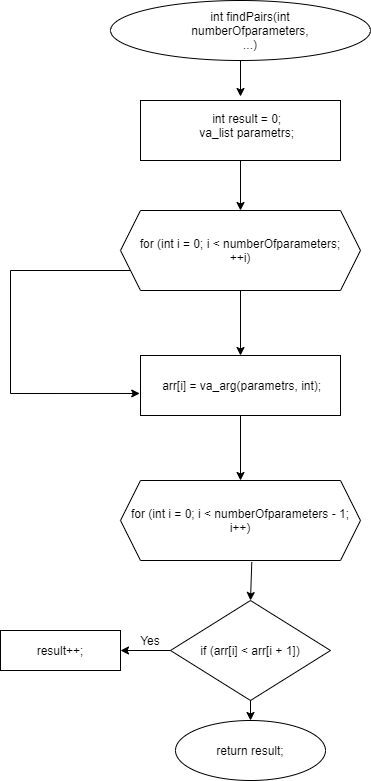 int findPairs(int
numberOfparameters,
...)
int result = 0;
va_list parametrs;
for (int i = 0; i < numberOfparameters;
++i)
arr[i] = va_arg(parametrs, int);
for (int i = 0; i < numberOfparameters - 1;
i++)
if (arr[i] < arr[i + 1])
Yes
result++;
return result;